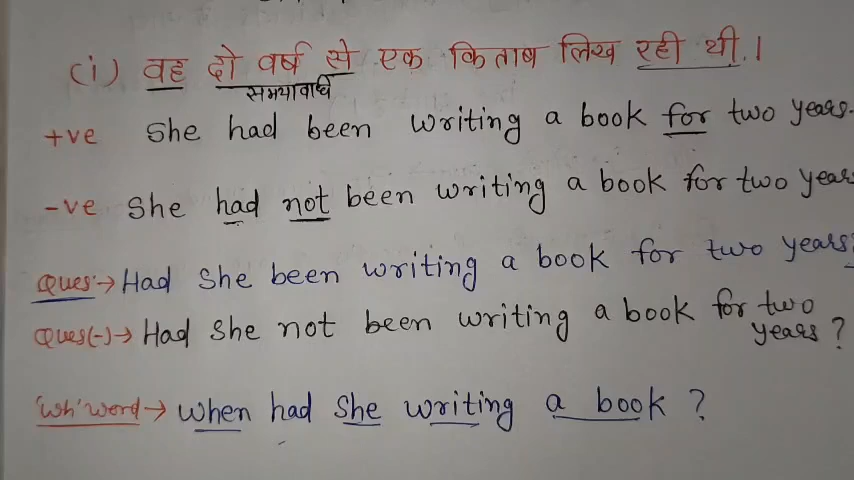 (i) वह दो वर्ष से एक किताब लिख रही थी।
समयावधि
+ve She had been writing a book for two years.
-ve She had not been writing a book for two years
Ques → Had she been writing a book for two years?
Ques(-) → Had she not been writing a book for two
years?
'wh' word → when had she writing a book ?